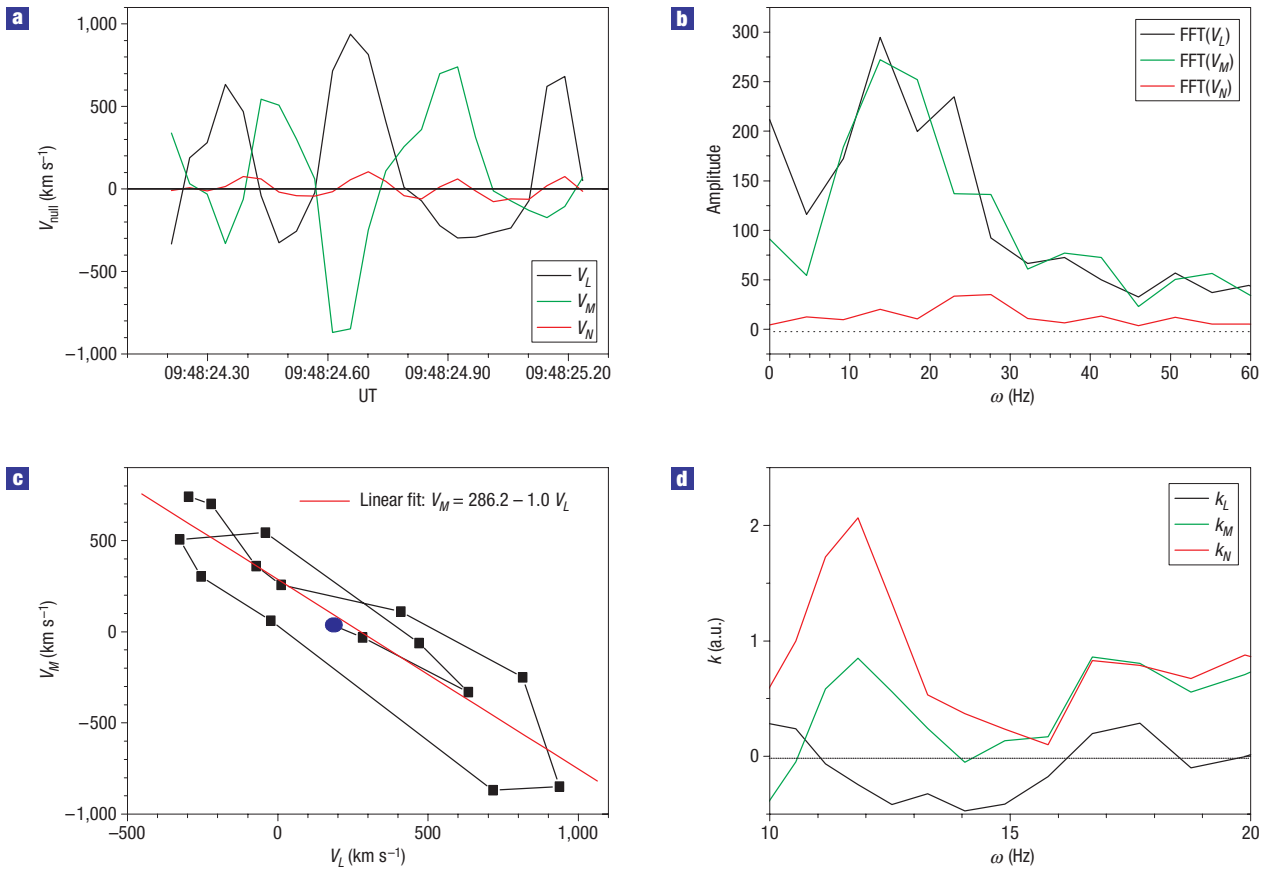 a
1,000
500
0
−500
−1,000
V_null (km s⁻¹)
V_L
V_M
V_N
09:48:24.30 09:48:24.60 09:48:24.90 09:48:25.20
UT
b
300
250
200
150
100
50
0
Amplitude
FFT(V_L)
FFT(V_M)
FFT(V_N)
0 10 20 30 40 50 60
ω (Hz)
c
500
0
−500
−1,000
V_M (km s⁻¹)
Linear fit: V_M = 286.2 – 1.0 V_L
−500 0 500 1,000
V_L (km s⁻¹)
d
2
1
0
k (a.u.)
k_L
k_M
k_N
10 15 20
ω (Hz)